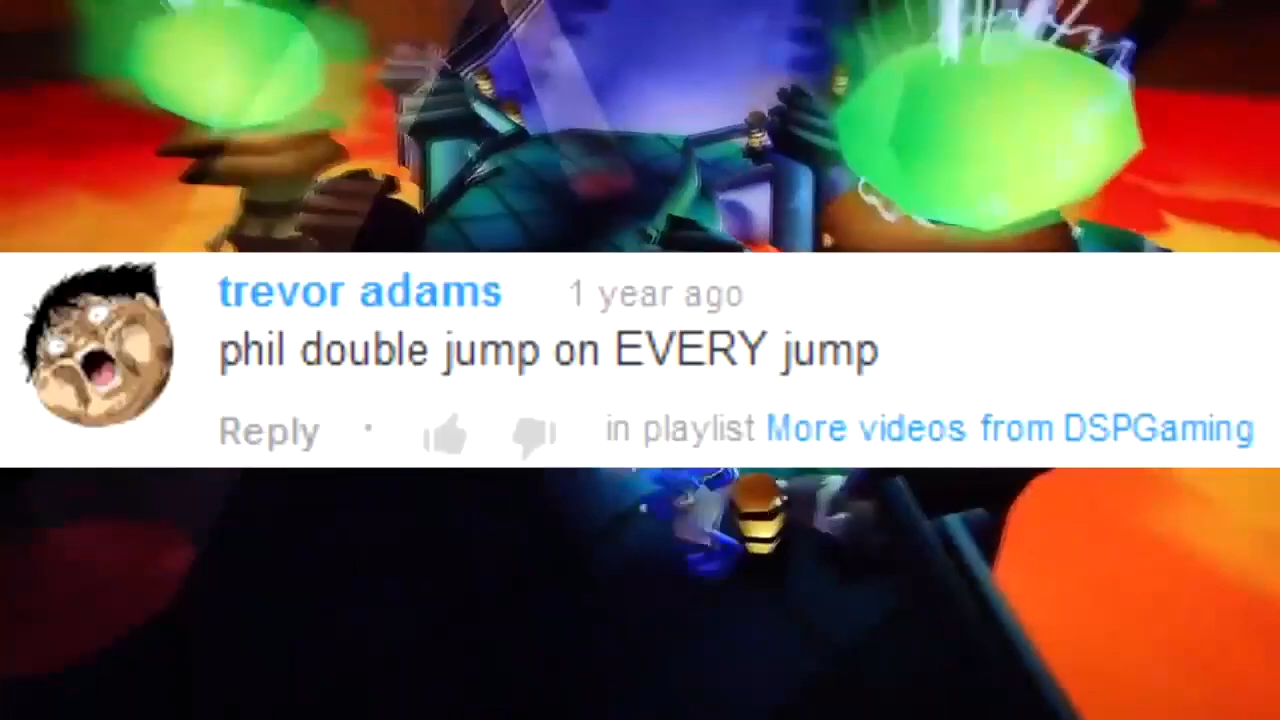 trevor adams 1 year ago
phil double jump on EVERY jump
Reply · in playlist More videos from DSPGaming